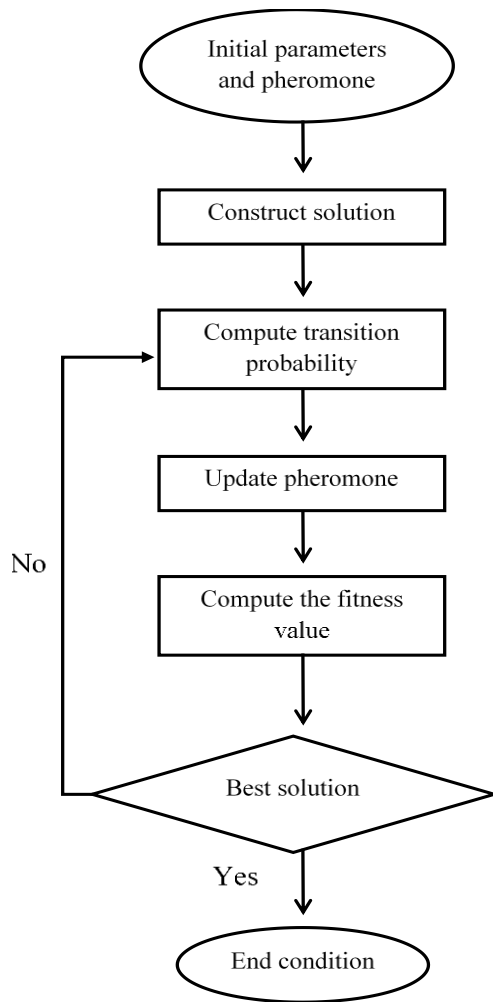 Initial parameters
and pheromone
Construct solution
Compute transition
probability
Update pheromone
No
Compute the fitness
value
Best solution
Yes
End condition